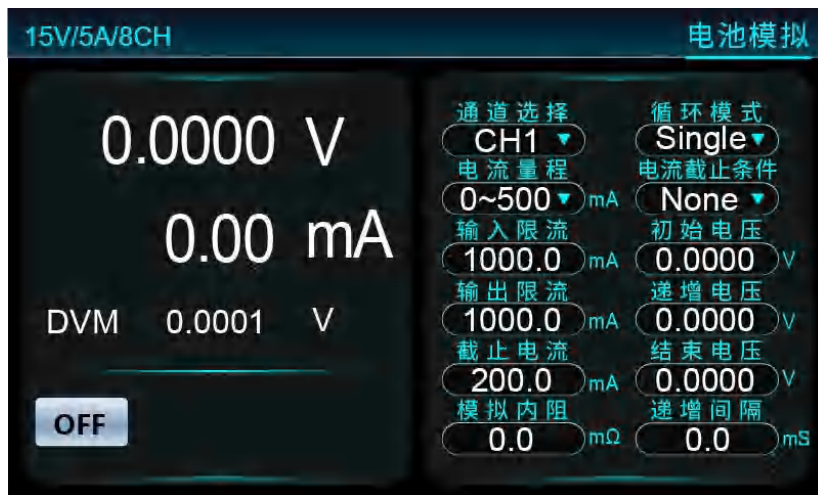 15V/5A/8CH 电池模拟
0.0000 V
0.00 mA
DVM 0.0001 V
OFF
通道选择 循环模式
CH1 Single
电流量程 电流截止条件
0~500 mA None
输入限流 初始电压
1000.0 mA 0.0000 V
输出限流 递增电压
1000.0 mA 0.0000 V
截止电流 结束电压
200.0 mA 0.0000 V
模拟内阻 递增间隔
0.0 mΩ 0.0 mS